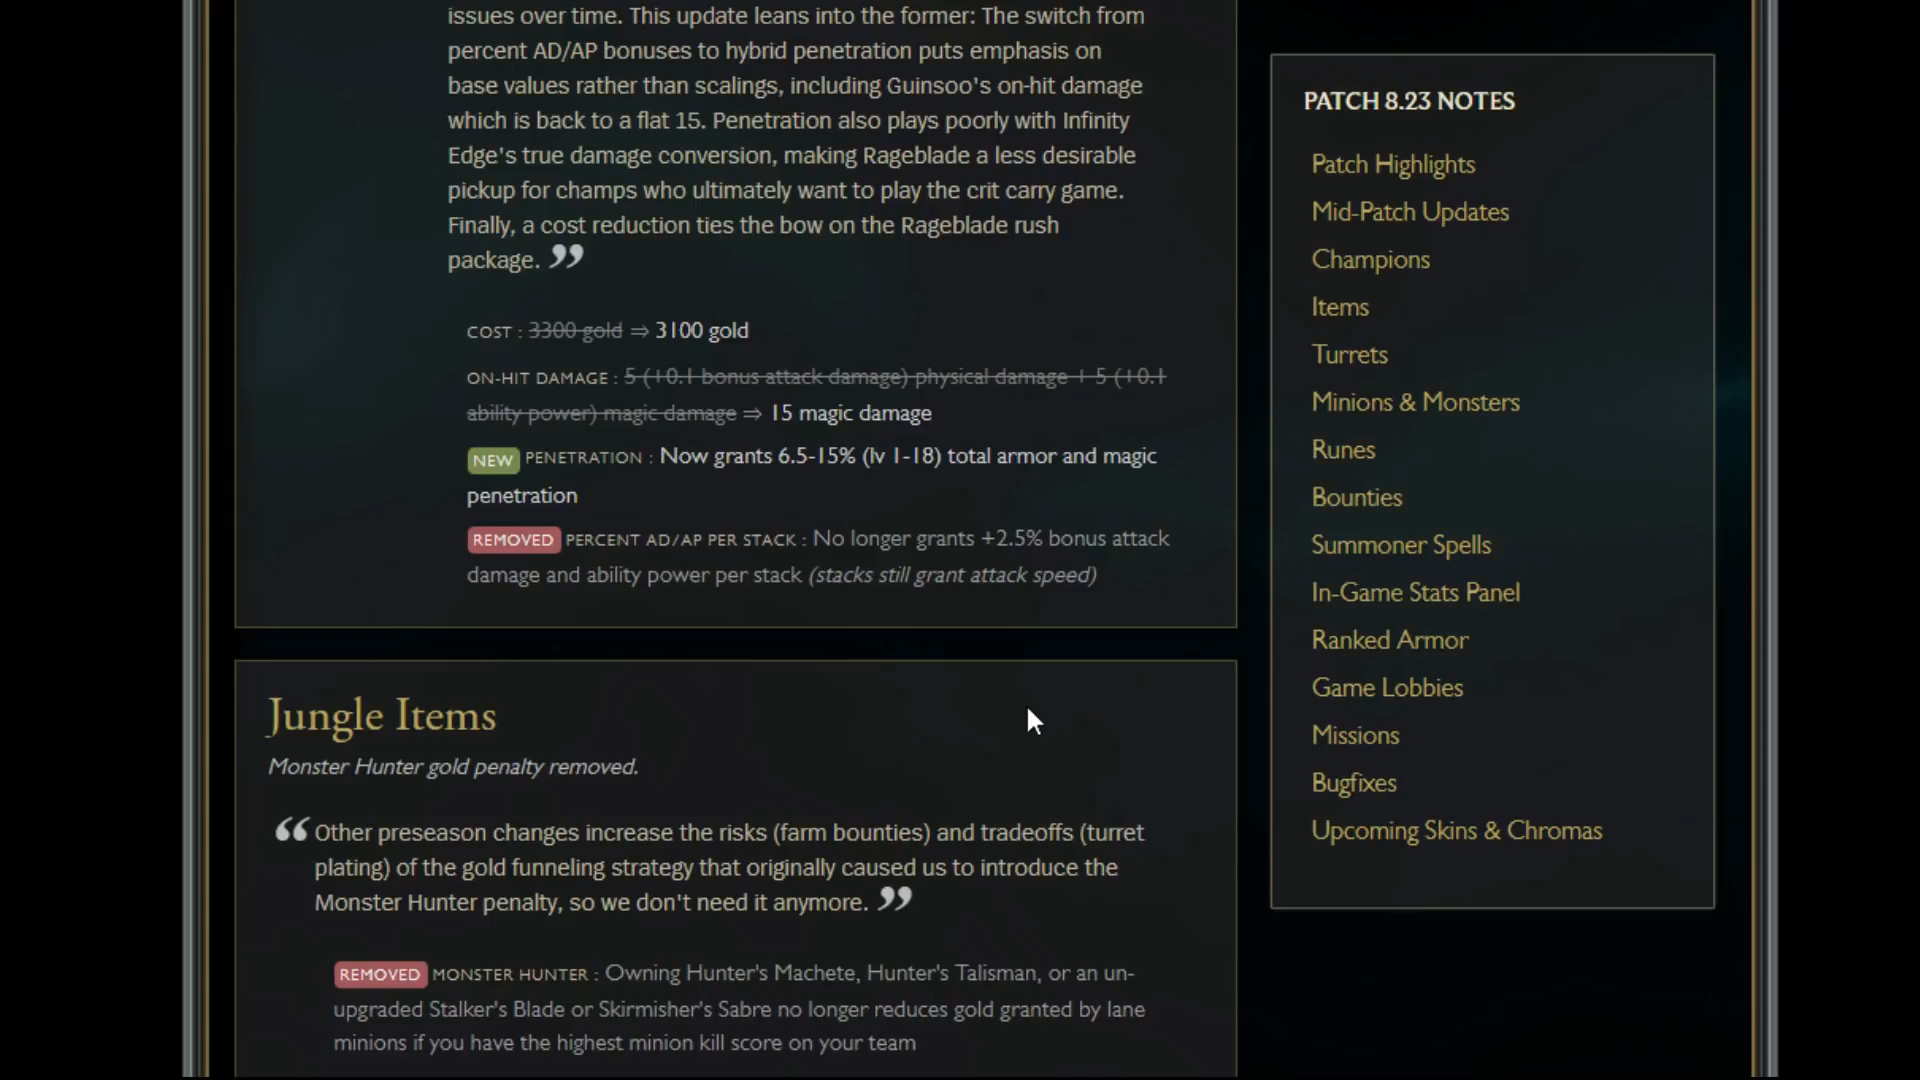 issues over time. This update leans into the former: The switch from
percent AD/AP bonuses to hybrid penetration puts emphasis on
base values rather than scalings, including Guinsoo's on-hit damage
which is back to a flat 15. Penetration also plays poorly with Infinity
Edge's true damage conversion, making Rageblade a less desirable
pickup for champs who ultimately want to play the crit carry game.
Finally, a cost reduction ties the bow on the Rageblade rush
package. ”
COST : 3300 gold ⇒ 3100 gold
ON-HIT DAMAGE : 5 (+0.1 bonus attack damage) physical damage + 5 (+0.1
ability power) magic damage ⇒ 15 magic damage
NEW PENETRATION : Now grants 6.5-15% (lv 1-18) total armor and magic
penetration
REMOVED PERCENT AD/AP PER STACK : No longer grants +2.5% bonus attack
damage and ability power per stack (stacks still grant attack speed)
Jungle Items
Monster Hunter gold penalty removed.
“ Other preseason changes increase the risks (farm bounties) and tradeoffs (turret
plating) of the gold funneling strategy that originally caused us to introduce the
Monster Hunter penalty, so we don't need it anymore. ”
REMOVED MONSTER HUNTER : Owning Hunter's Machete, Hunter's Talisman, or an un-
upgraded Stalker's Blade or Skirmisher's Sabre no longer reduces gold granted by lane
minions if you have the highest minion kill score on your team
PATCH 8.23 NOTES
Patch Highlights
Mid-Patch Updates
Champions
Items
Turrets
Minions & Monsters
Runes
Bounties
Summoner Spells
In-Game Stats Panel
Ranked Armor
Game Lobbies
Missions
Bugfixes
Upcoming Skins & Chromas